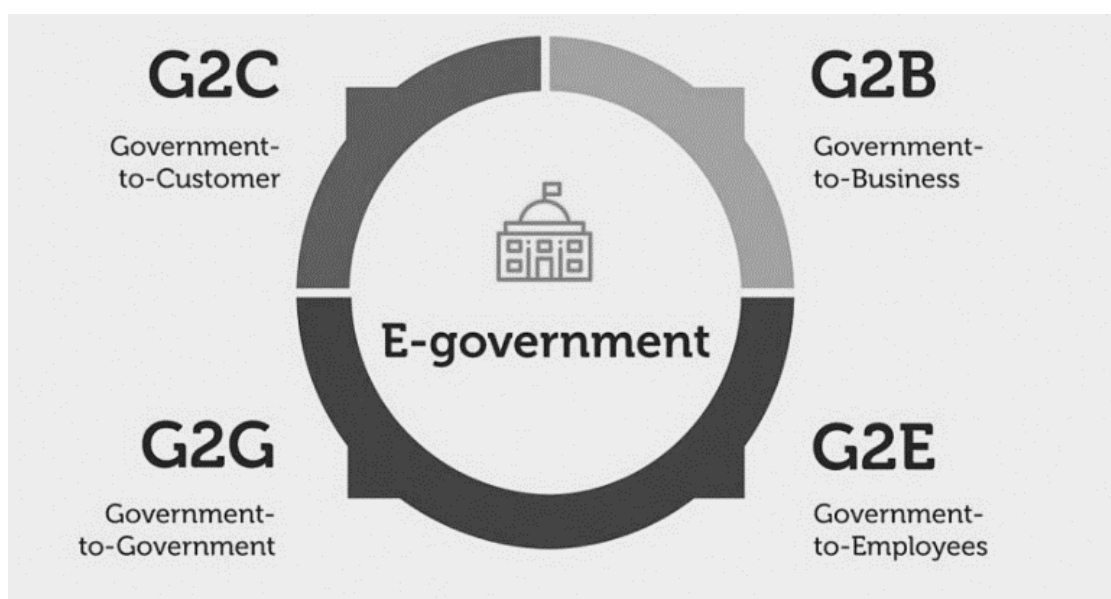 G2C
Government-
to-Customer
G2B
Government-
to-Business
E-government
G2G
Government-
to-Government
G2E
Government-
to-Employees